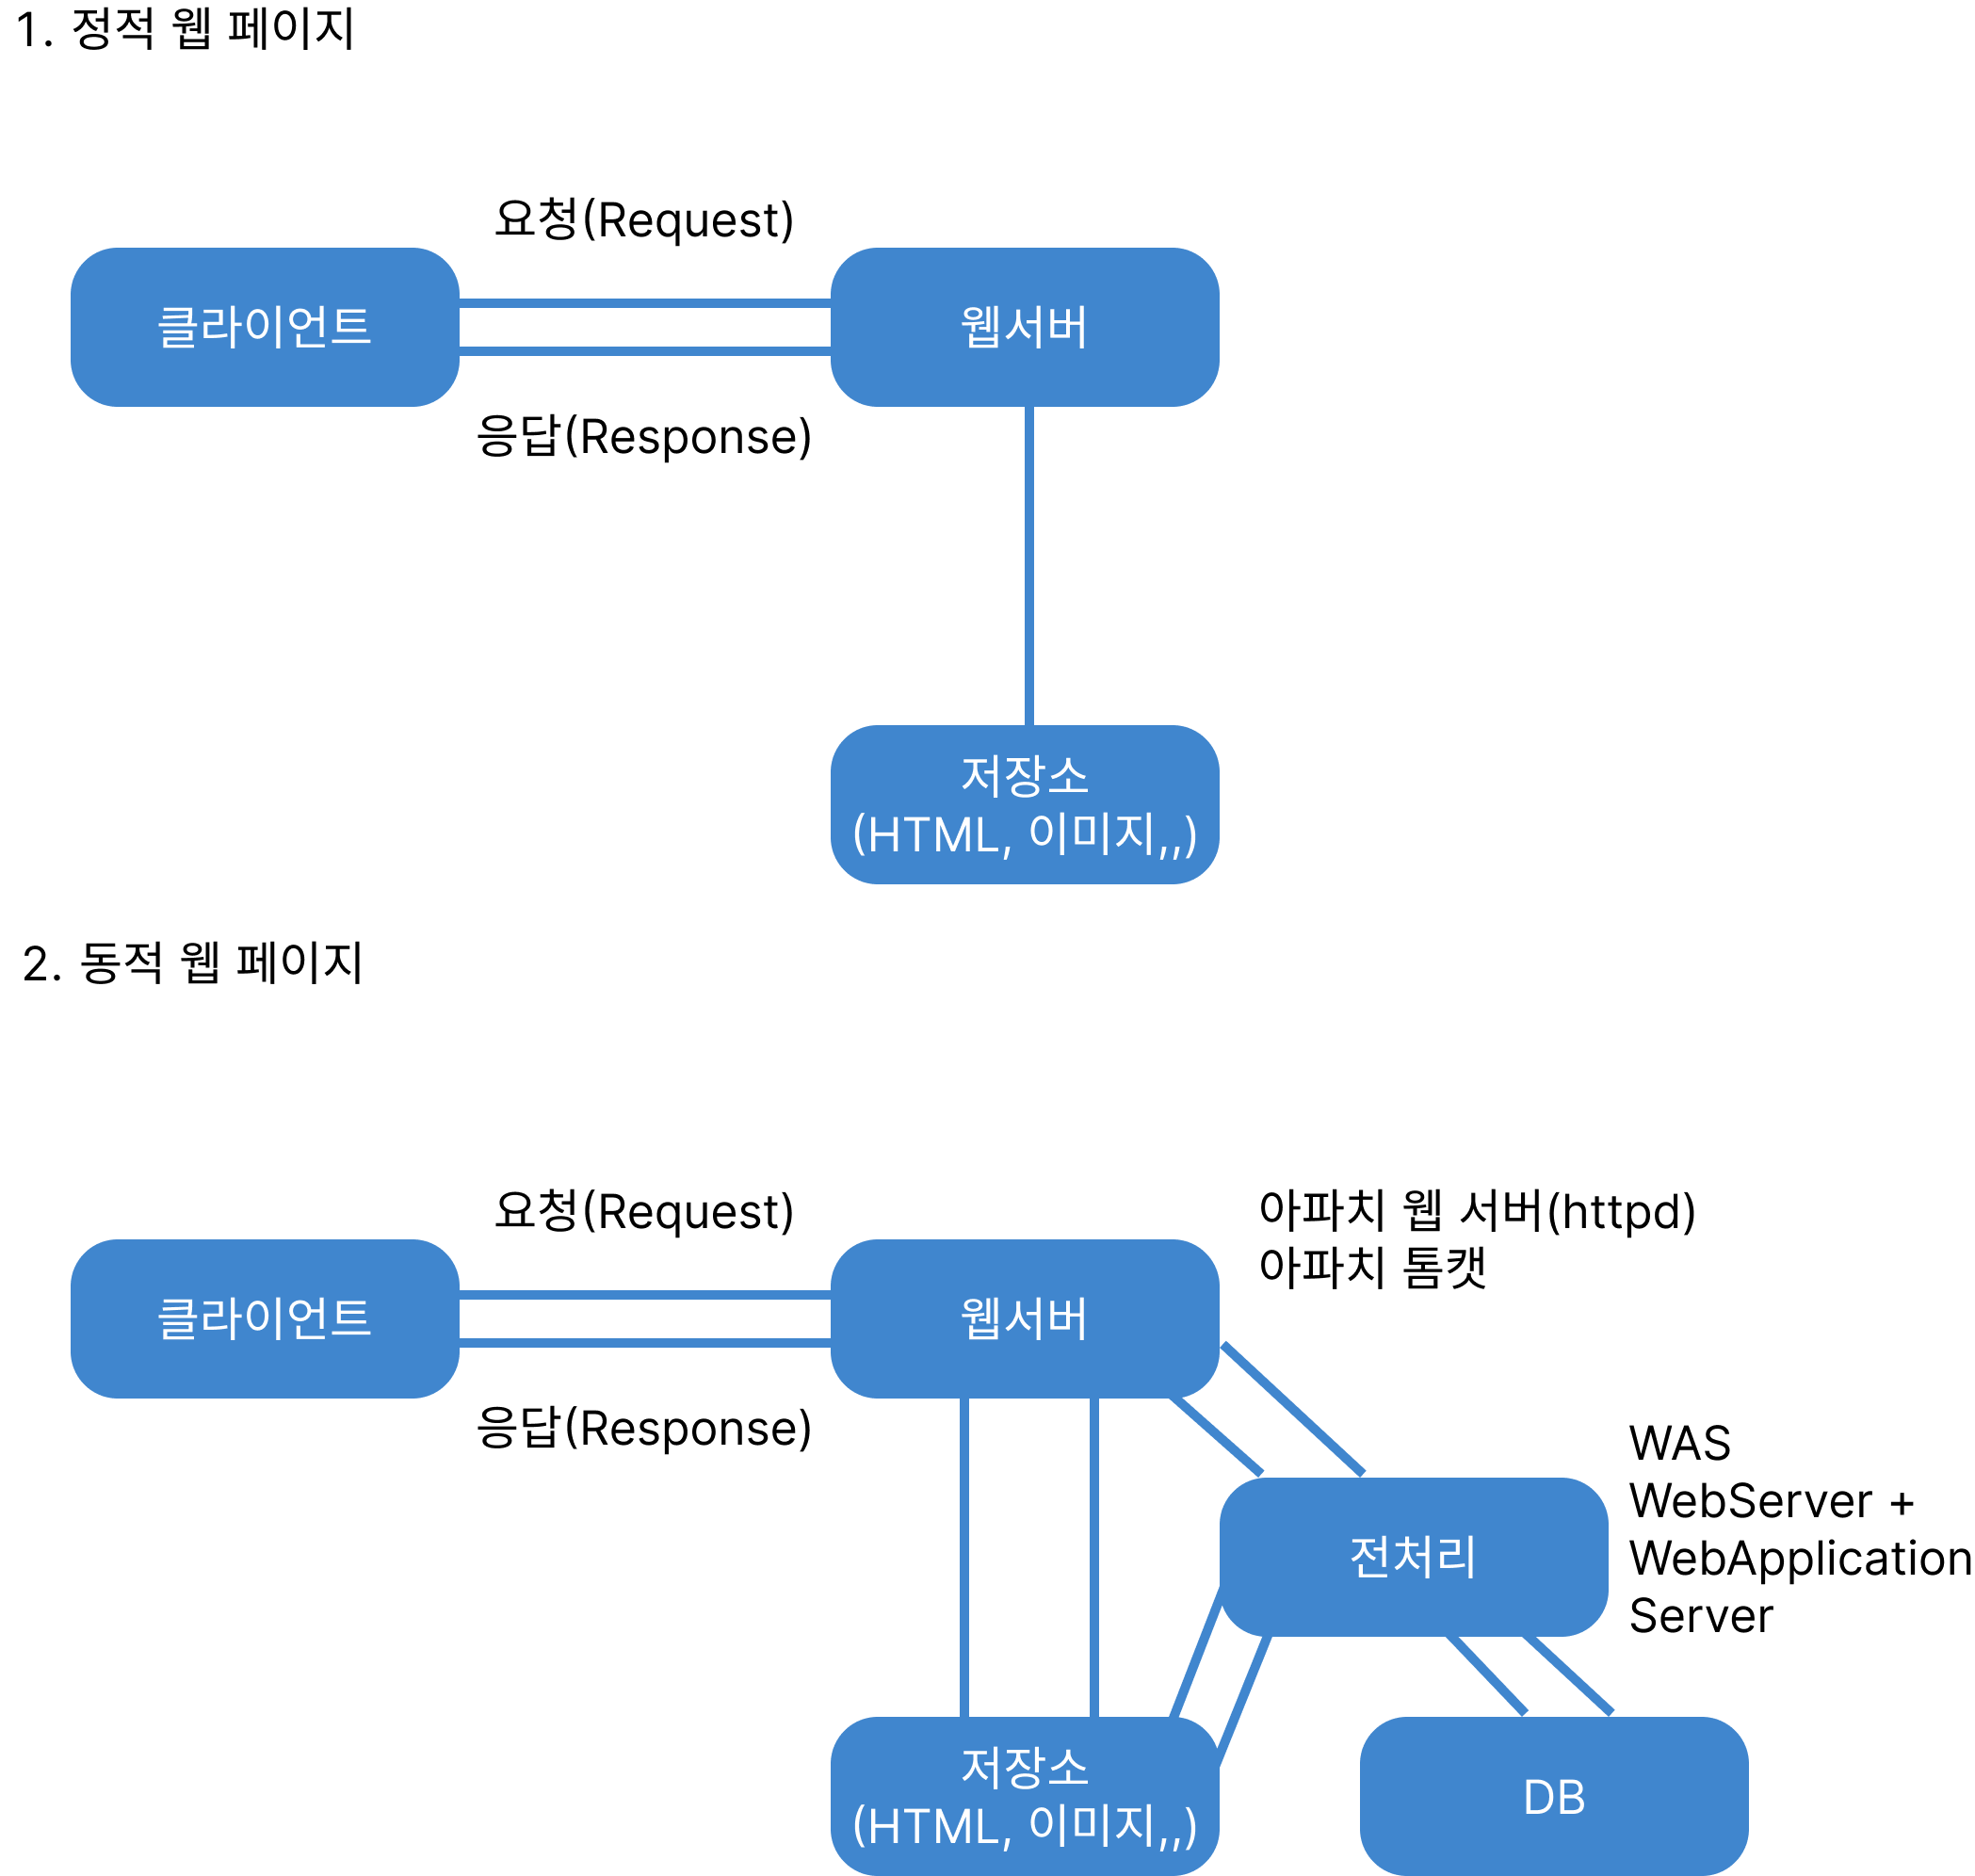 1. 정적 웹 페이지
요청(Request)
클라이언트
웹서버
응답(Response)
저장소
(HTML, 이미지,,)
2. 동적 웹 페이지
요청(Request)
아파치 웹 서버(httpd)
아파치 톰캣
클라이언트
웹서버
응답(Response)
WAS
WebServer +
WebApplication
Server
전처리
저장소
(HTML, 이미지,,)
DB